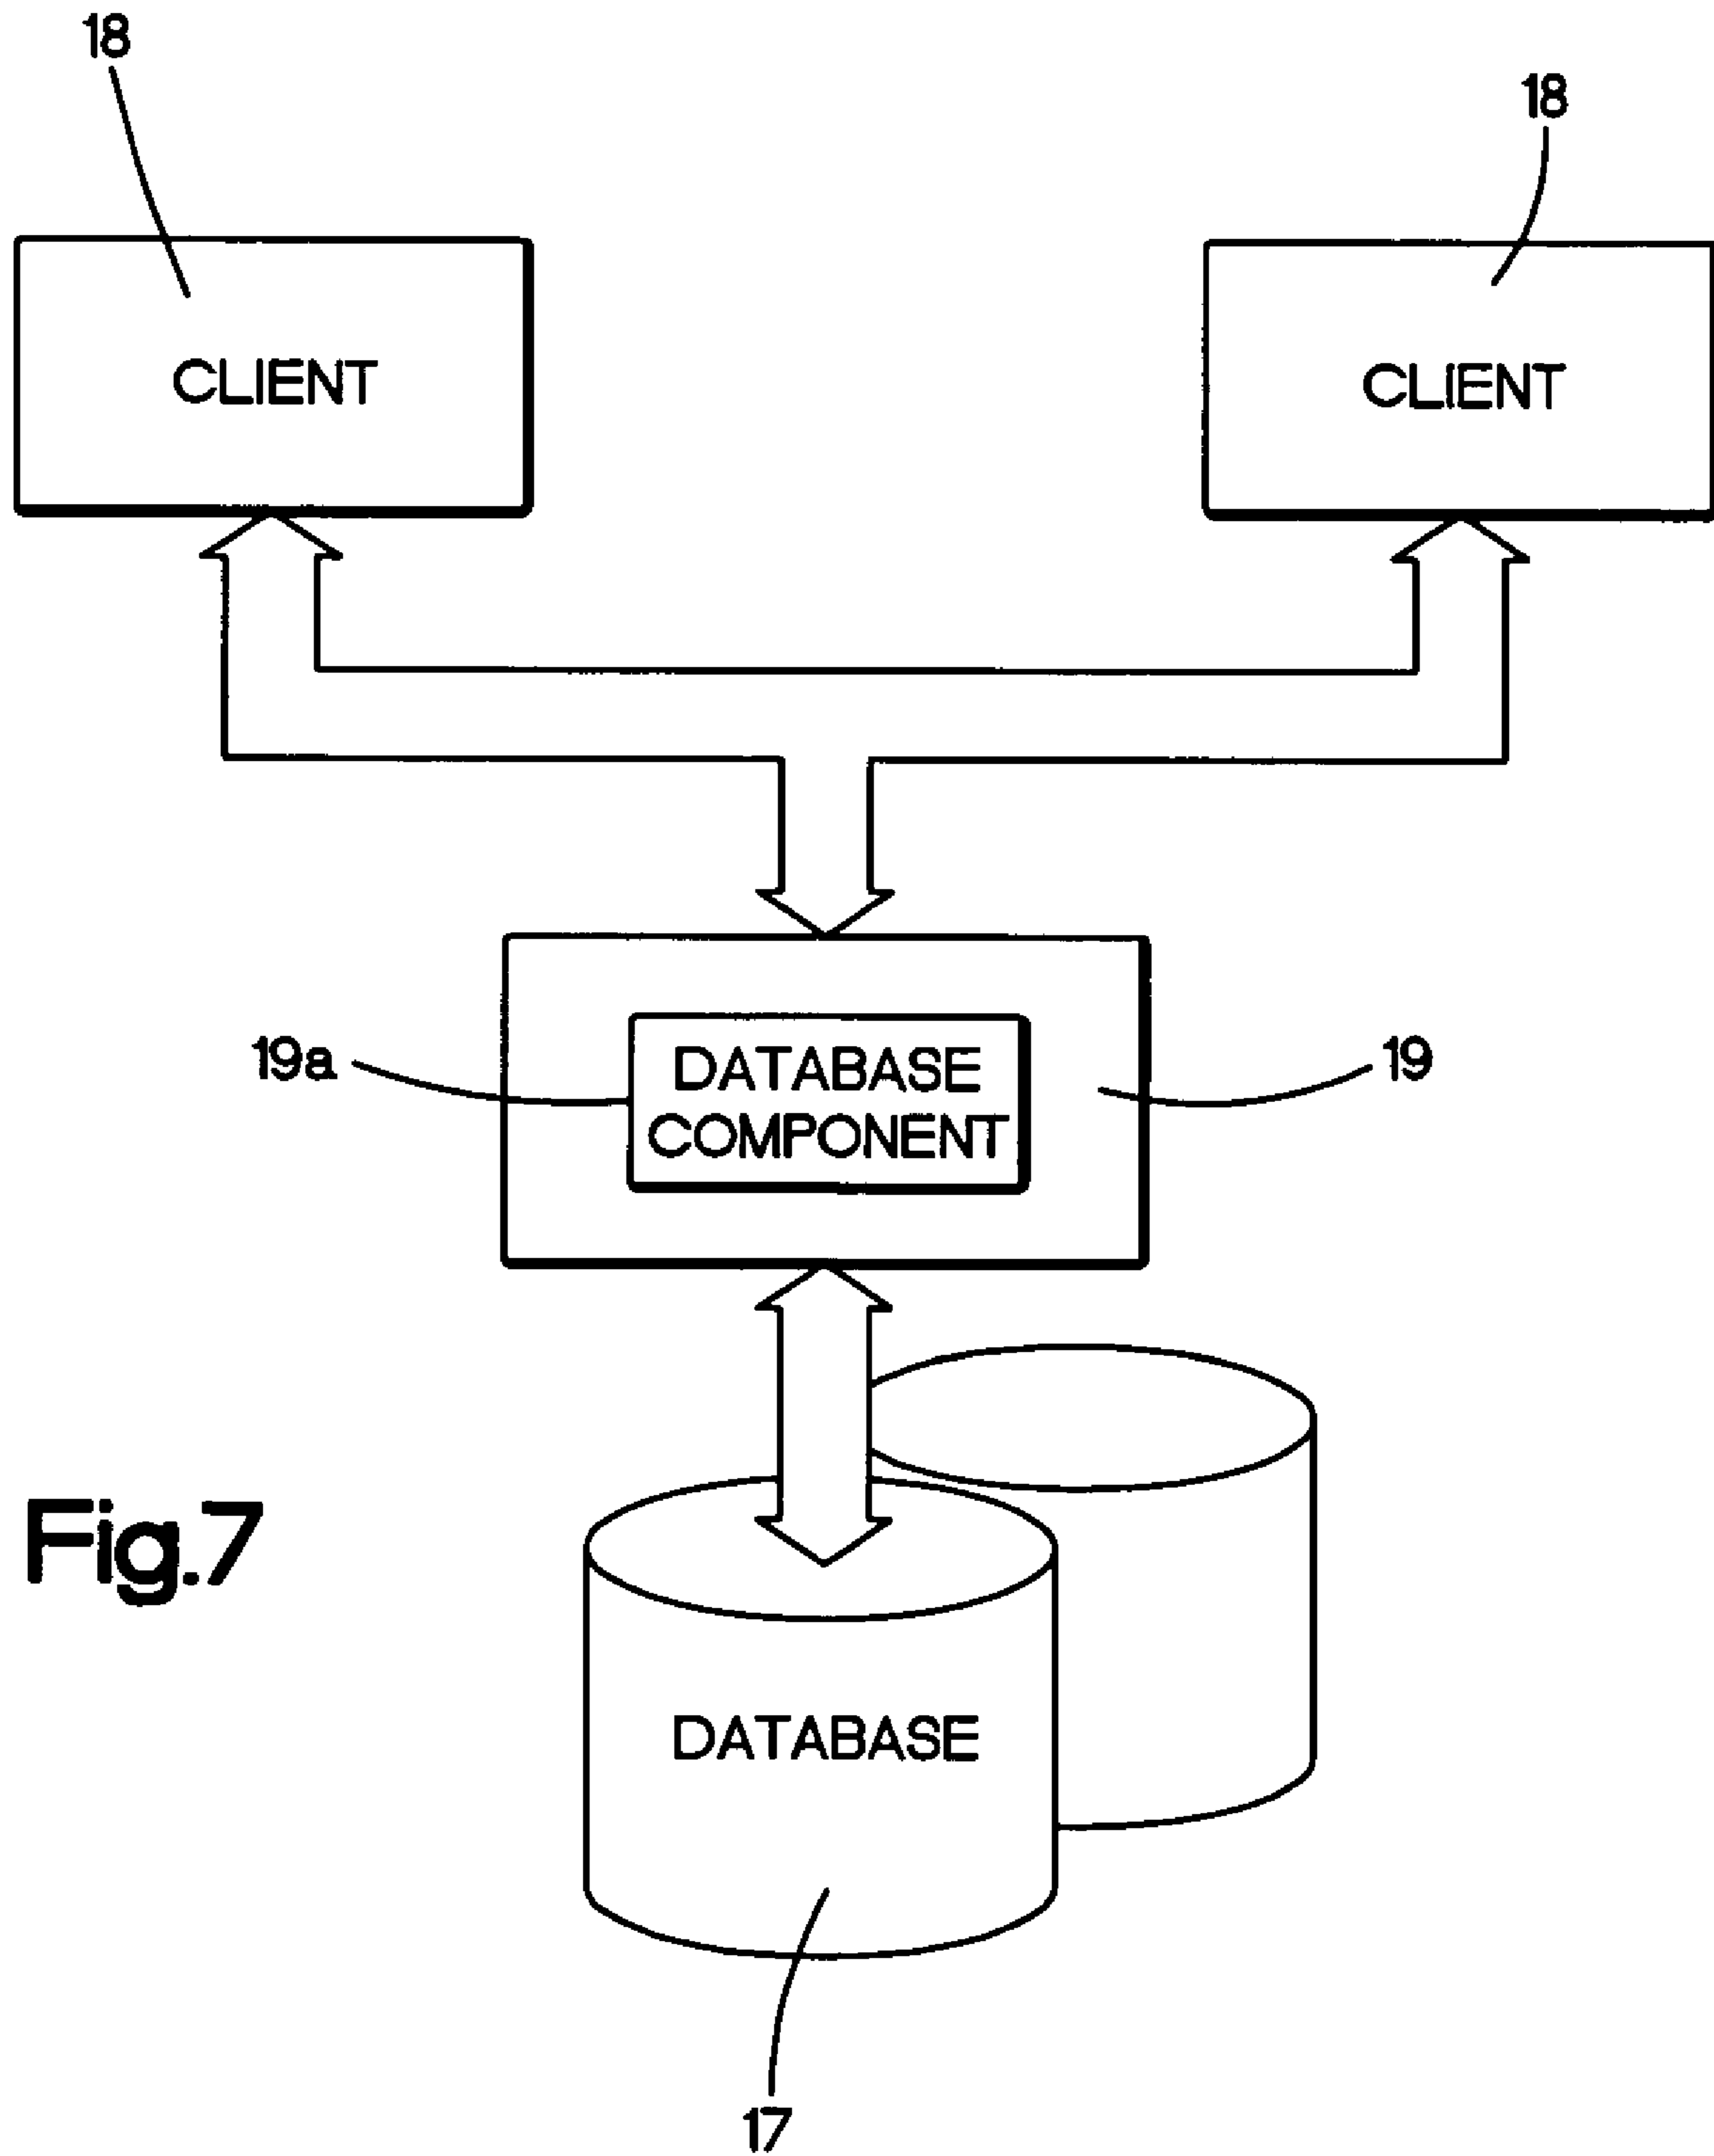 18
18
CLIENT
CLIENT
19a
DATABASE
COMPONENT
19
Fig.7
DATABASE
17